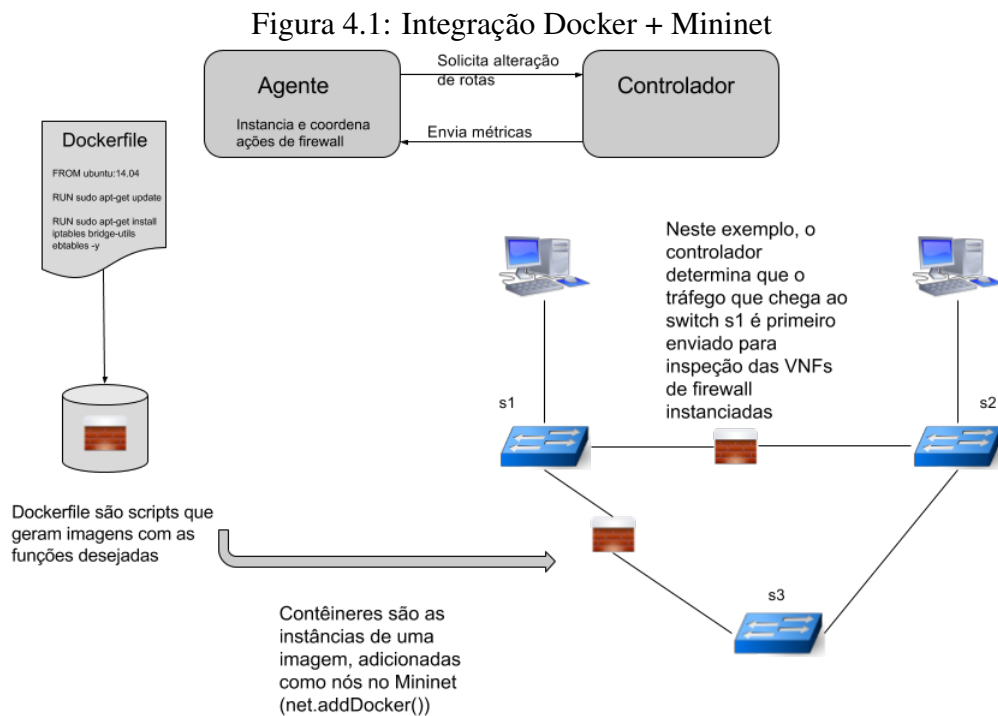 Figura 4.1: Integração Docker + Mininet
Agente
Instancia e coordena
ações de firewall
Solicita alteração
de rotas
Envia métricas
Controlador
Dockerfile
FROM ubuntu:14.04
RUN sudo apt-get update
RUN sudo apt-get install
iptables bridge-utils
ebtables -y
Neste exemplo, o
controlador
determina que o
tráfego que chega ao
switch s1 é primeiro
enviado para
inspeção das VNFs
de firewall
instanciadas
s1
s2
s3
Dockerfile são scripts que
geram imagens com as
funções desejadas
Contêineres são as
instâncias de uma
imagem, adicionadas
como nós no Mininet
(net.addDocker())